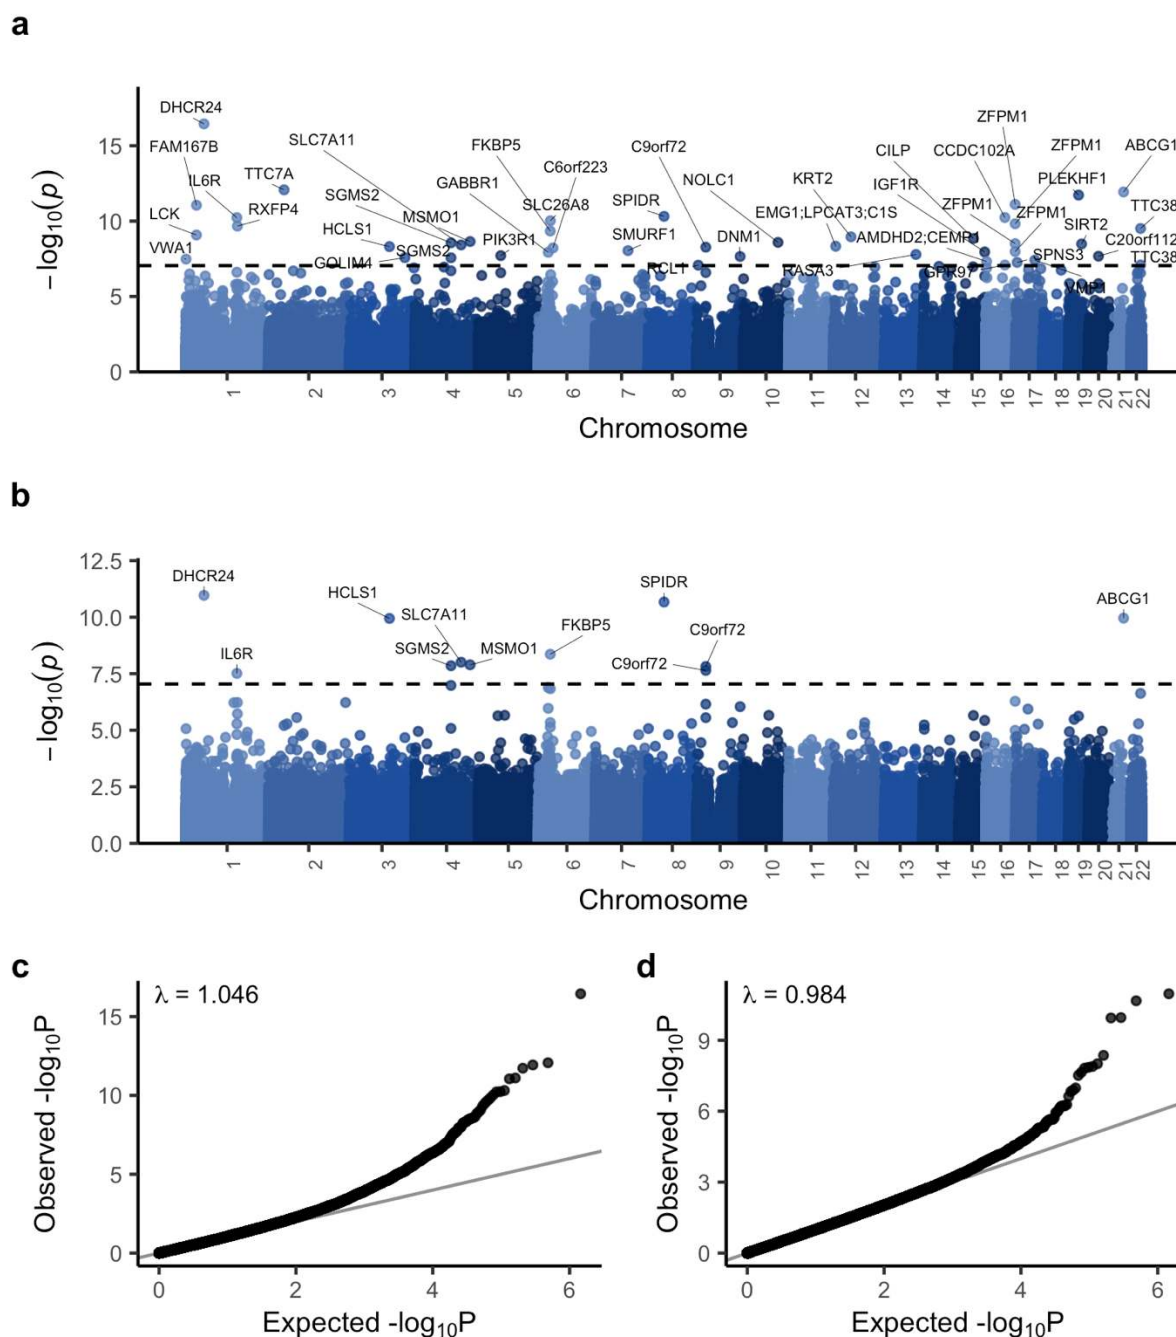 a
DHCR24
ZFPM1
SLC7A11
FKBP5
C9orf72
CILP
CCDC102A
ZFPM1
ABCG1
FAM167B
C6orf223
IL6R
TTC7A
SGMS2
GABBR1
NOLC1
KRT2
IGF1R
PLEKHF1
LCK
RXFP4
MSMO1
SLC26A8
SPIDR
EMG1;LPCAT3;C1S
ZFPM1
ZFPM1
TTC38
VWA1
HCLS1
SGMS2
PIK3R1
SMURF1
DNM1
AMDHD2;CEMP1
SPNS3
SIRT2
C20orf112
GOLIM4
RCL1
RASA3
GPR97
VMP1
TTC38
−log10(p)
15
10
5
0
1 2 3 4 5 6 7 8 9 10 11 12 13 14 15 16 17 18 19 20 21 22
Chromosome
b
−log10(p)
12.5
10.0
7.5
5.0
2.5
0.0
DHCR24
HCLS1
SLC7A11
SPIDR
ABCG1
IL6R
SGMS2
MSMO1
FKBP5
C9orf72
C9orf72
1 2 3 4 5 6 7 8 9 10 11 12 13 14 15 16 17 18 19 20 21 22
Chromosome
c
λ = 1.046
Observed -log10P
15
10
5
0
0 2 4 6
Expected -log10P
d
λ = 0.984
Observed -log10P
9
6
3
0
0 2 4 6
Expected -log10P